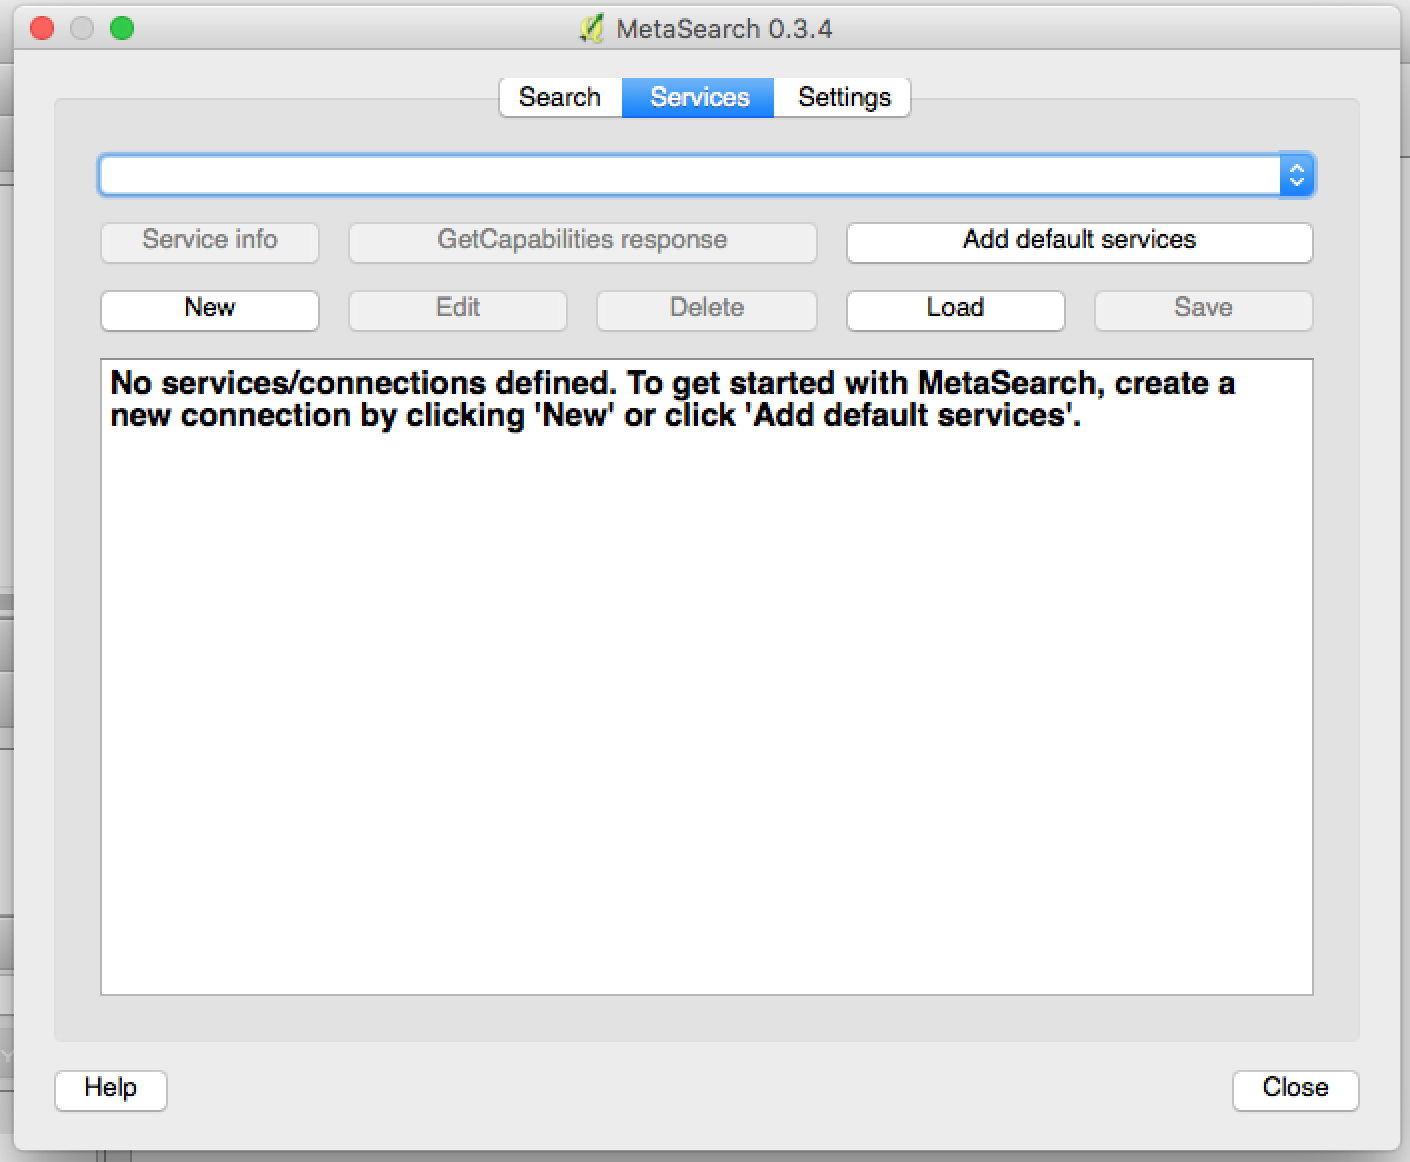 MetaSearch 0.3.4
Search Services Settings
Service info GetCapabilities response Add default services
New Edit Delete Load Save
No services/connections defined. To get started with MetaSearch, create a
new connection by clicking 'New' or click 'Add default services'.
Y
Help Close